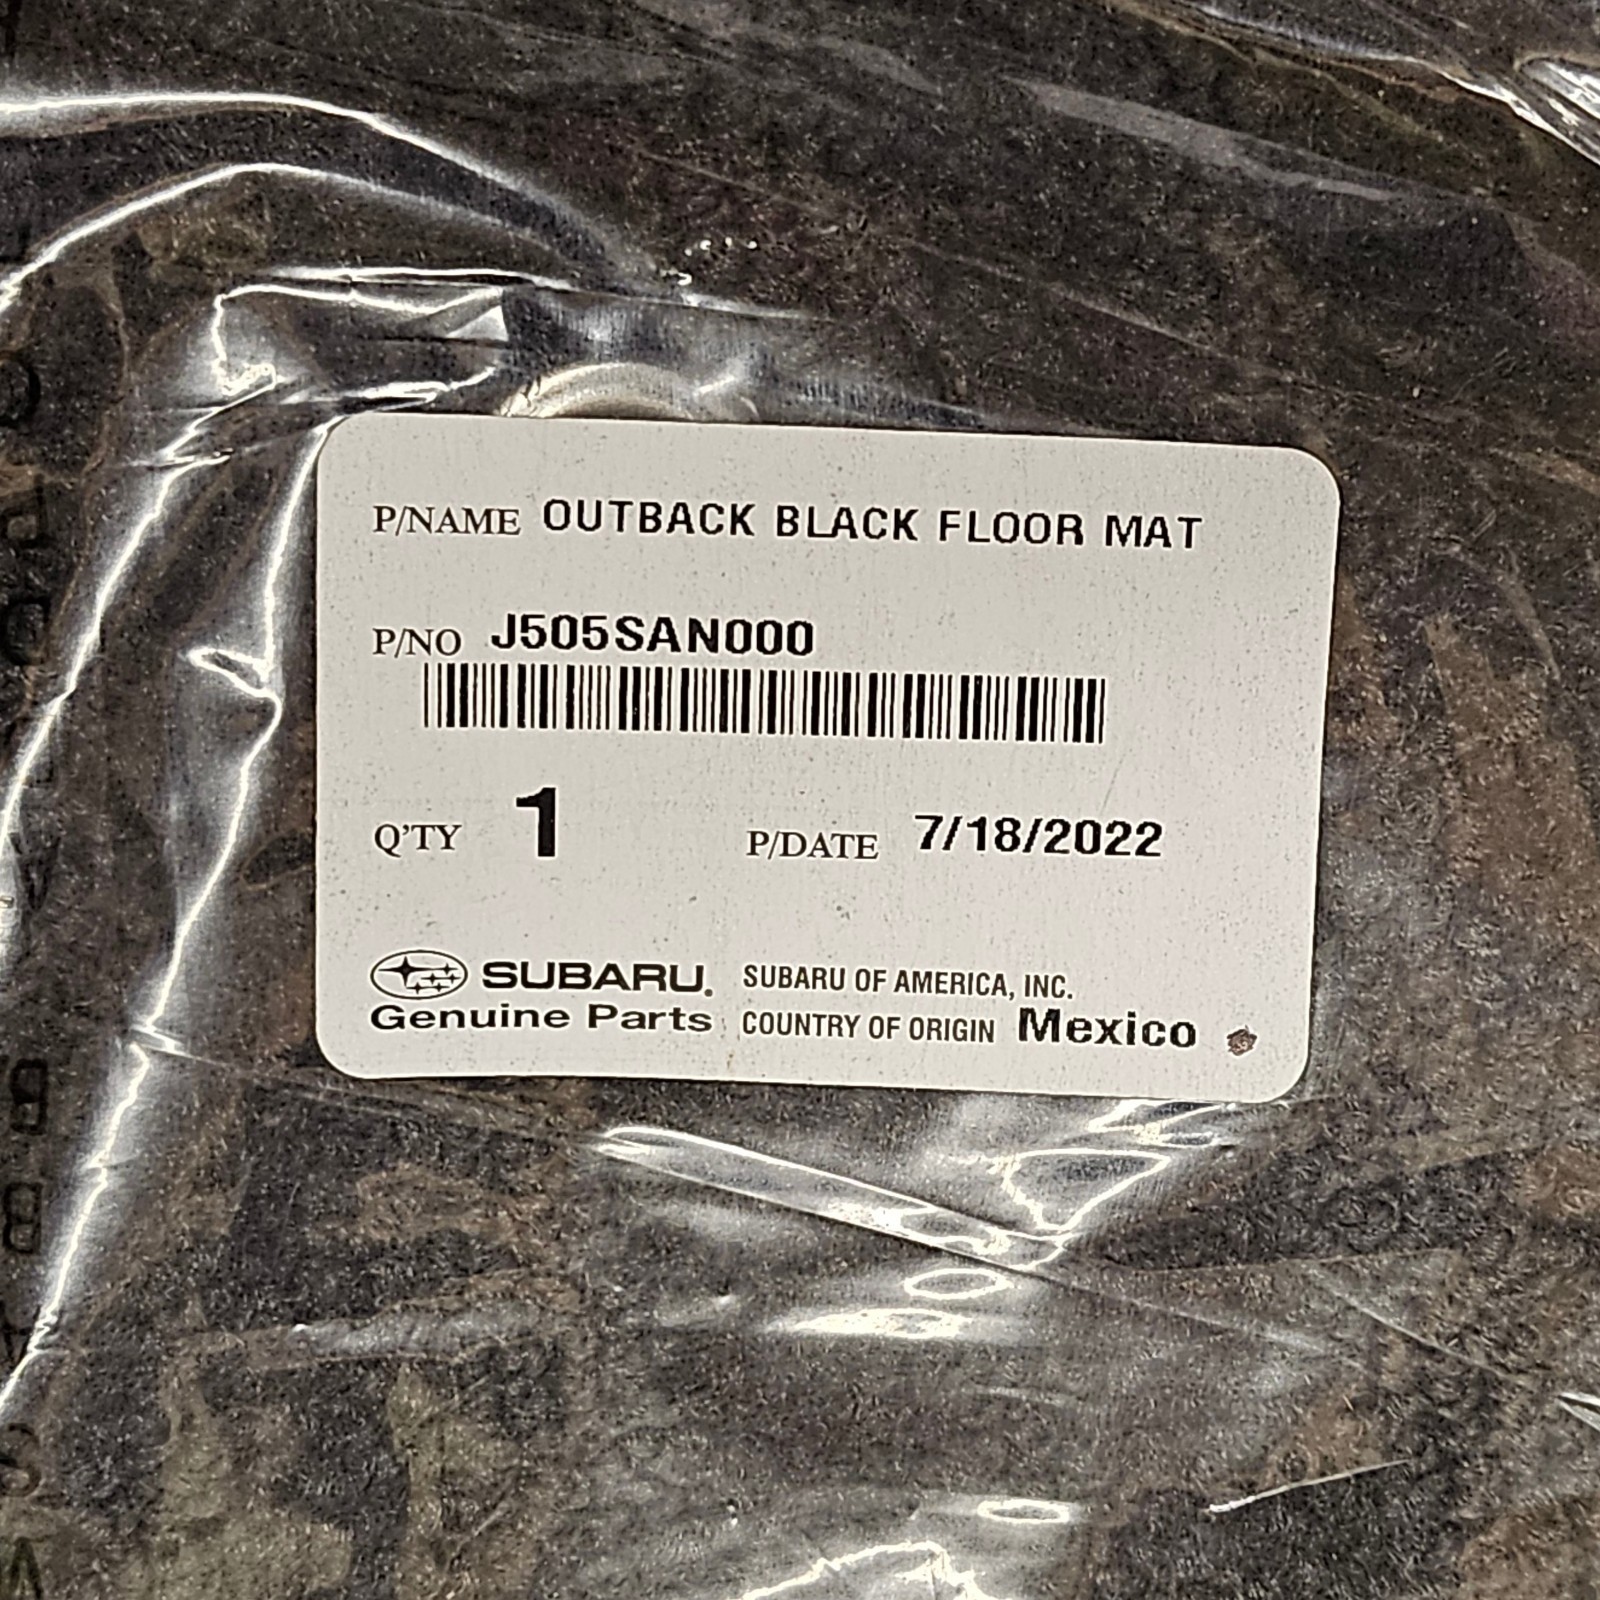 P/NAME OUTBACK BLACK FLOOR MAT
P/NO J505SAN000
Q'TY 1 P/DATE 7/18/2022
SUBARU. SUBARU OF AMERICA, INC.
Genuine Parts COUNTRY OF ORIGIN Mexico